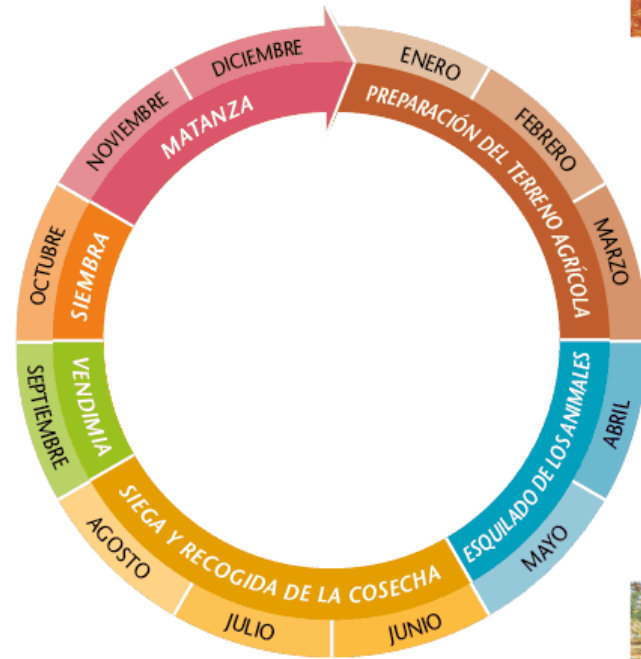 ENERO
FEBRERO
MARZO
ABRIL
MAYO
JUNIO
JULIO
AGOSTO
SEPTIEMBRE
OCTUBRE
NOVIEMBRE
DICIEMBRE
PREPARACIÓN DEL TERRENO AGRÍCOLA
ESQUILADO DE LOS ANIMALES
SIEGA Y RECOGIDA DE LA COSECHA
VENDIMIA
SIEMBRA
MATANZA